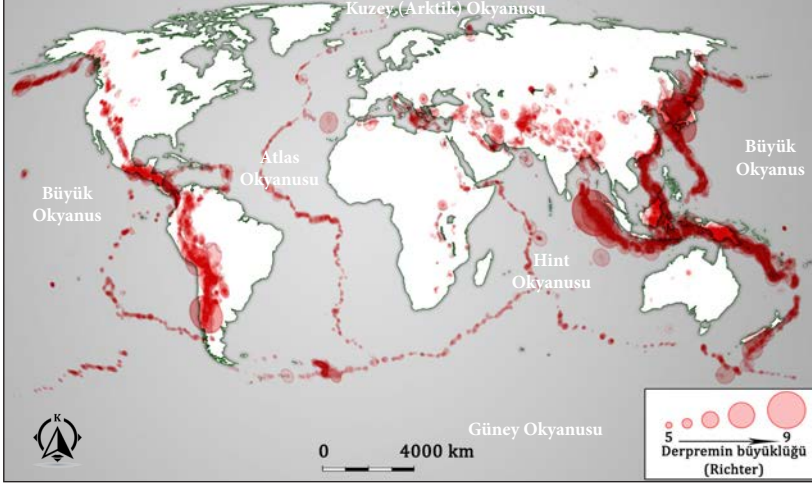 Kuzey (Arktik) Okyanusu
Atlas
Okyanusu
Büyük
Okyanus
Büyük
Okyanus
Hint
Okyanusu
Güney Okyanusu
K
0 4000 km
5 9
Derpremin büyüklüğü
(Richter)